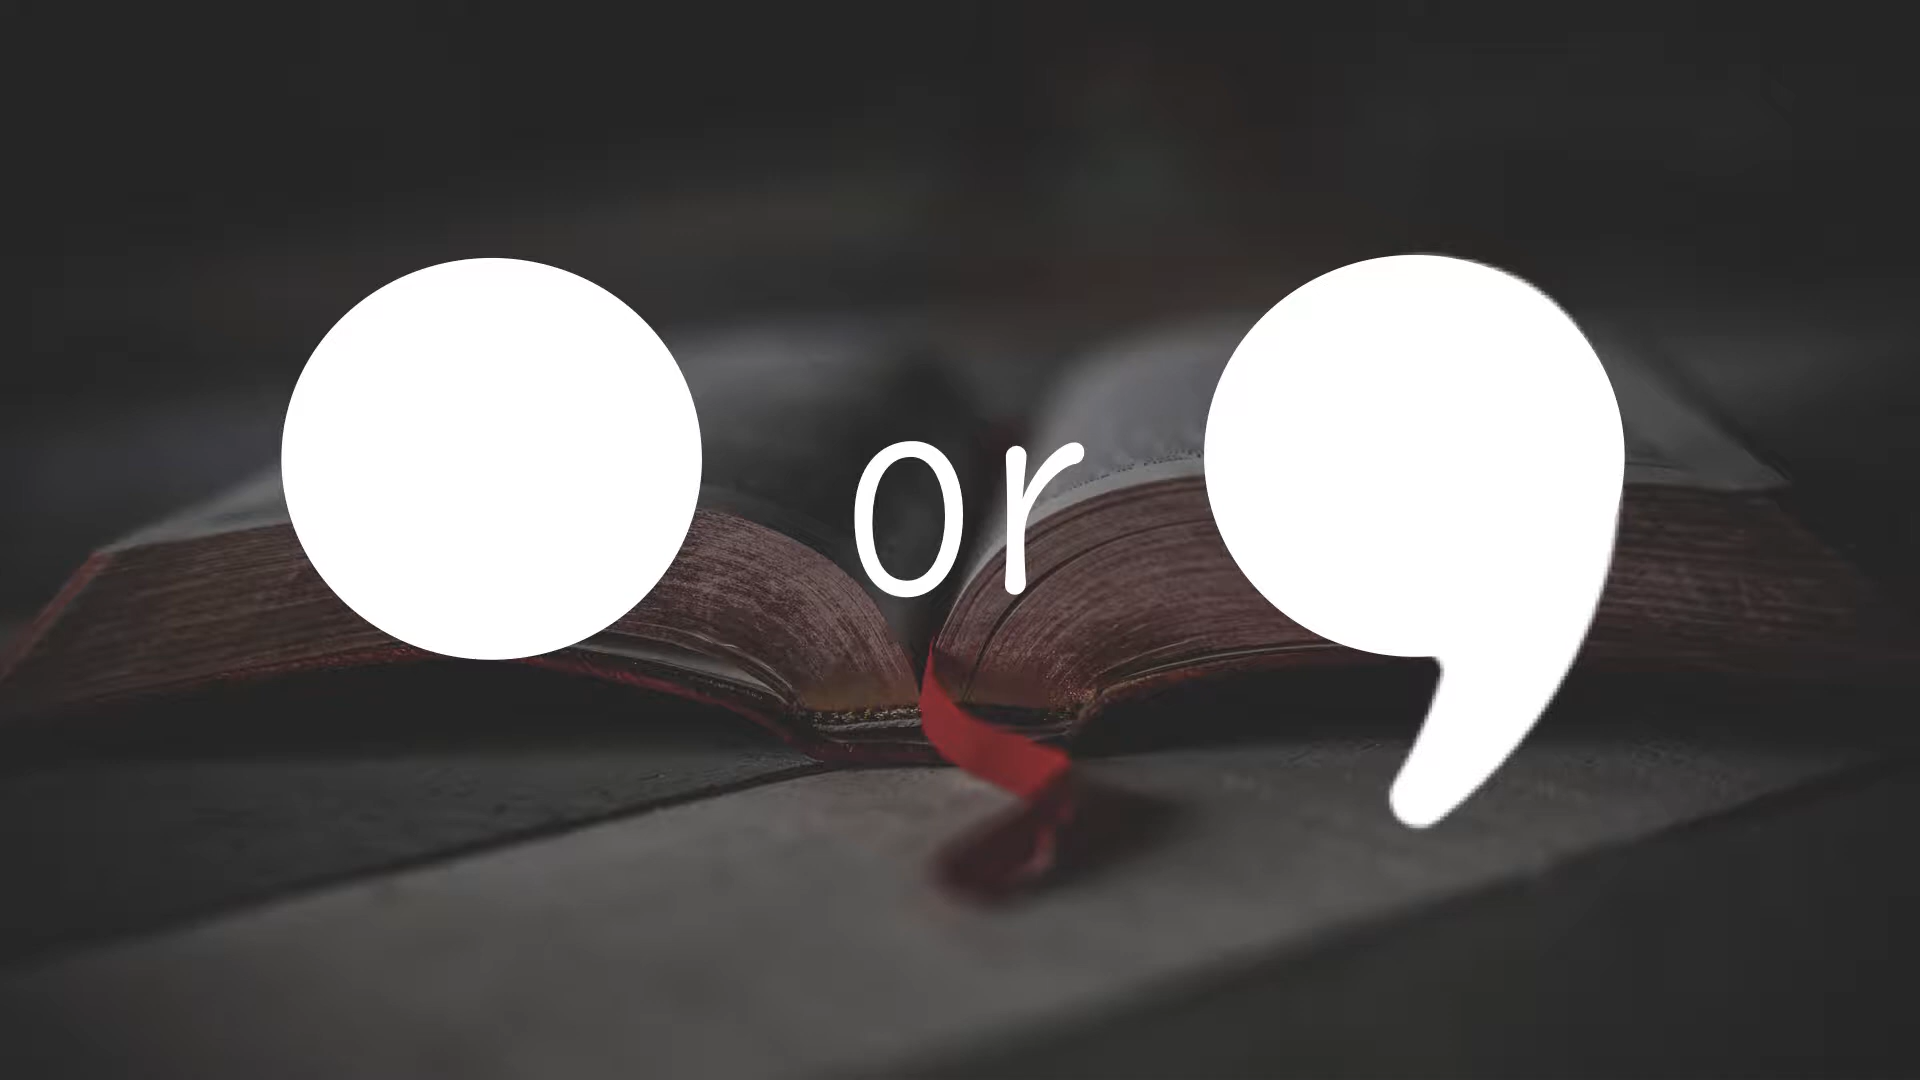 . or ,